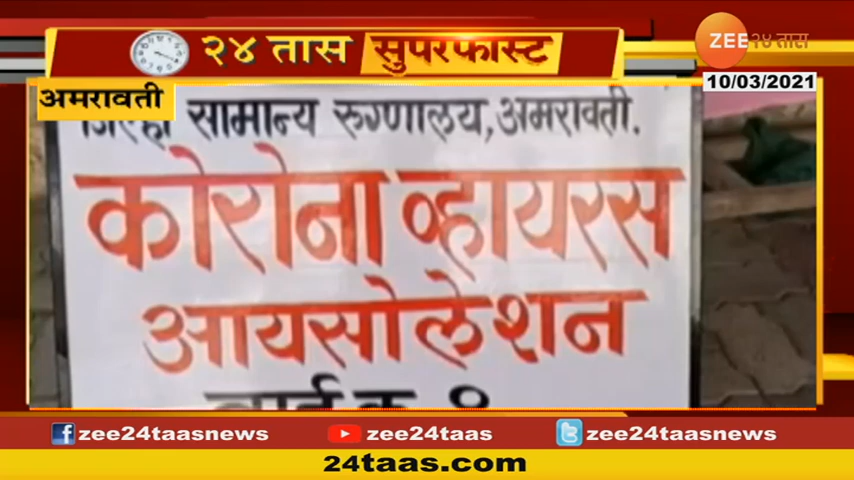 २४ तास सुपरफास्ट
ZEE २४ तास
10/03/2021
अमरावती
जिल्हा सामान्य रुग्णालय, अमरावती.
कोरोना व्हायरस
आयसोलेशन
zee24taasnews zee24taas zee24taasnews
24taas.com